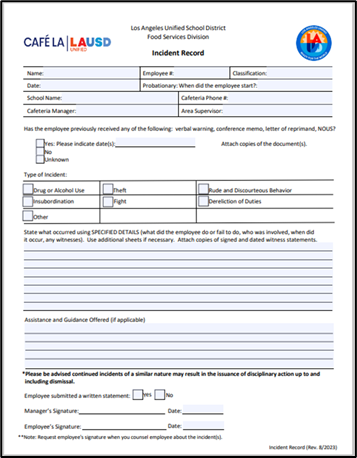 Los Angeles Unified School District
Food Services Division
CAFÉ LA LAUSD
UNIFIED
Incident Record
Name: Employee #: Classification:
Date: Probationary: When did the employee start?:
School Name: Cafeteria Phone #:
Cafeteria Manager: Area Supervisor:
Has the employee previously received any of the following: verbal warning, conference memo, letter of reprimand, NOUS?
Yes: Please indicate date(s): Attach copies of the document(s).
No
Unknown
Type of Incident:
Drug or Alcohol Use Theft Rude and Discourteous Behavior
Insubordination Fight Dereliction of Duties
Other
State what occurred using SPECIFIED DETAILS (what did the employee do or fail to do, who was involved, when did
it occur, any witnesses). Use additional sheets if necessary. Attach copies of signed and dated witness statements.
Assistance and Guidance Offered (if applicable)
*Please be advised continued incidents of a similar nature may result in the issuance of disciplinary action up to and
including dismissal.
Employee submitted a written statement: Yes No
Manager's Signature: Date:
Employee's Signature: Date:
**Note: Request employee's signature when you counsel employee about the incident(s).
Incident Record (Rev. 8/2023)